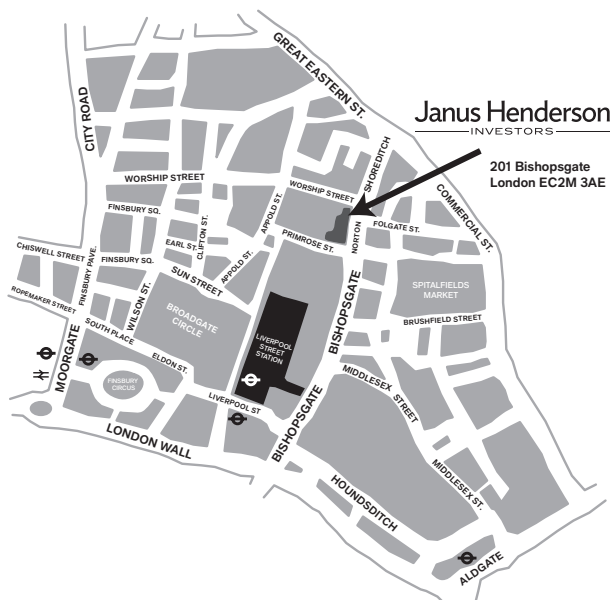 GREAT EASTERN ST.
CITY ROAD
Janus Henderson
INVESTORS
SHOREDITCH
201 Bishopsgate
London EC2M 3AE
WORSHIP STREET
WORSHIP STREET
COMMERCIAL ST.
FINSBURY SQ.
APPOLD ST.
CLIFTON ST.
NORTON
FOLGATE ST.
PRIMROSE ST.
EARL ST.
CHISWELL STREET
FINSBURY PAVE.
FINSBURY SQ.
APPOLD ST.
SUN STREET
SPITALFIELDS
MARKET
ROPEMAKER STREET
WILSON ST.
BROADGATE
CIRCLE
BISHOPSGATE
BRUSHFIELD STREET
SOUTH PLACE
LIVERPOOL
STREET
STATION
MOORGATE
ELDON ST.
MIDDLESEX STREET
FINSBURY
CIRCUS
LIVERPOOL ST
BISHOPSGATE
LONDON WALL
MIDDLESEX ST.
HOUNDSDITCH
ALDGATE